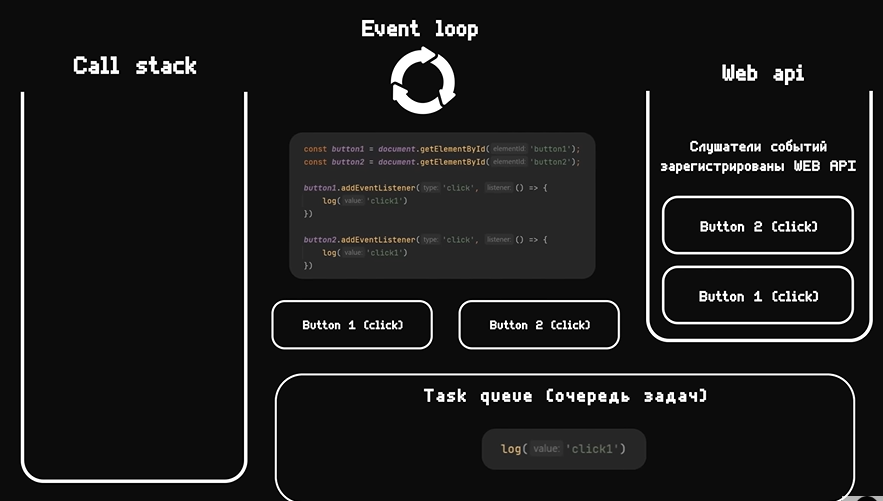 Event loop
Call stack
Web api
const button1 = document.getElementById( elementId: 'button1');
const button2 = document.getElementById( elementId: 'button2');
button1.addEventListener( type: 'click', listener: () => {
log( value: 'click1')
})
button2.addEventListener( type: 'click', listener: () => {
log( value: 'click1')
})
Слушатели событий
зарегистрированы WEB API
Button 2 (click)
Button 1 (click)
Button 1 (click)
Button 2 (click)
Task queue (очередь задач)
log( value: 'click1')